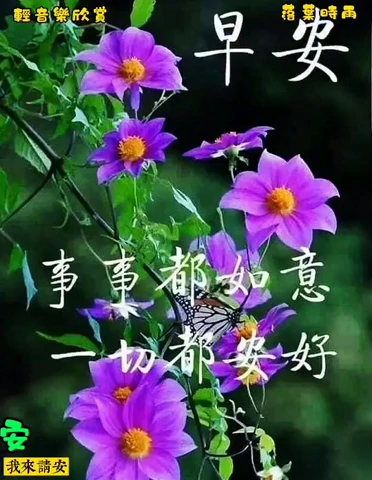 輕音樂欣賞
落葉時雨
早安
事事都如意
一切都安好
安
我來請安